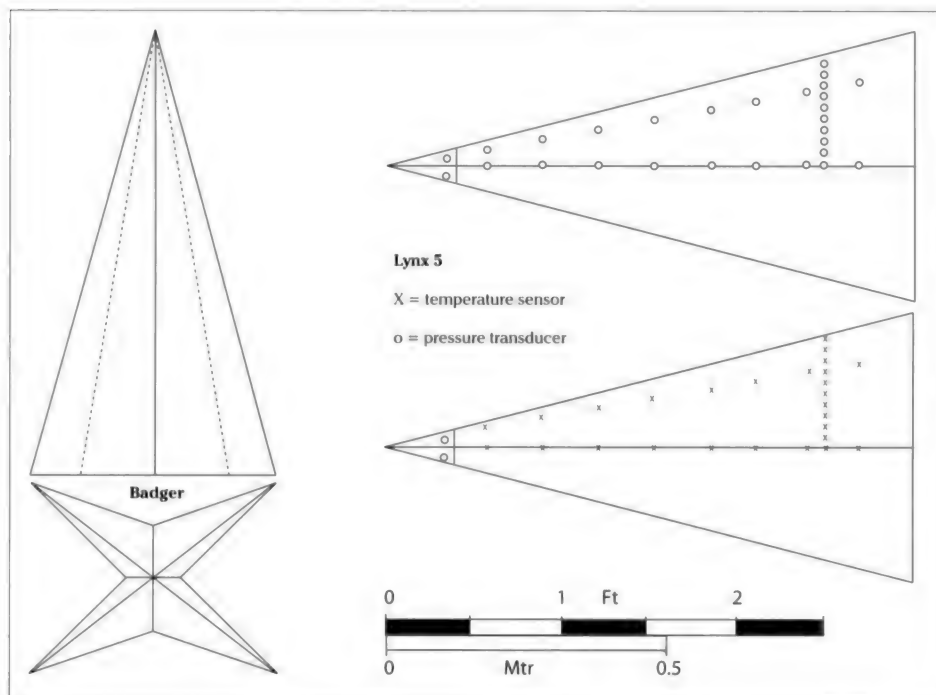 Lynx 5
X = temperature sensor
o = pressure transducer
Badger
0 1 Ft 2
0 Mtr 0.5